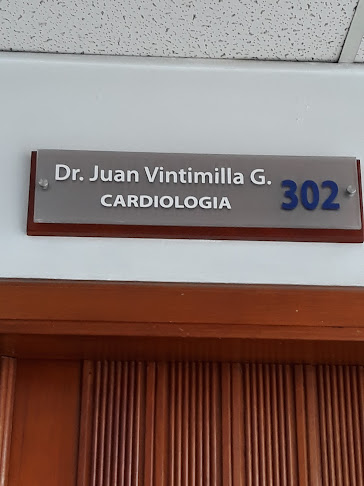 Dr. Juan Vintimilla G.
CARDIOLOGIA
302